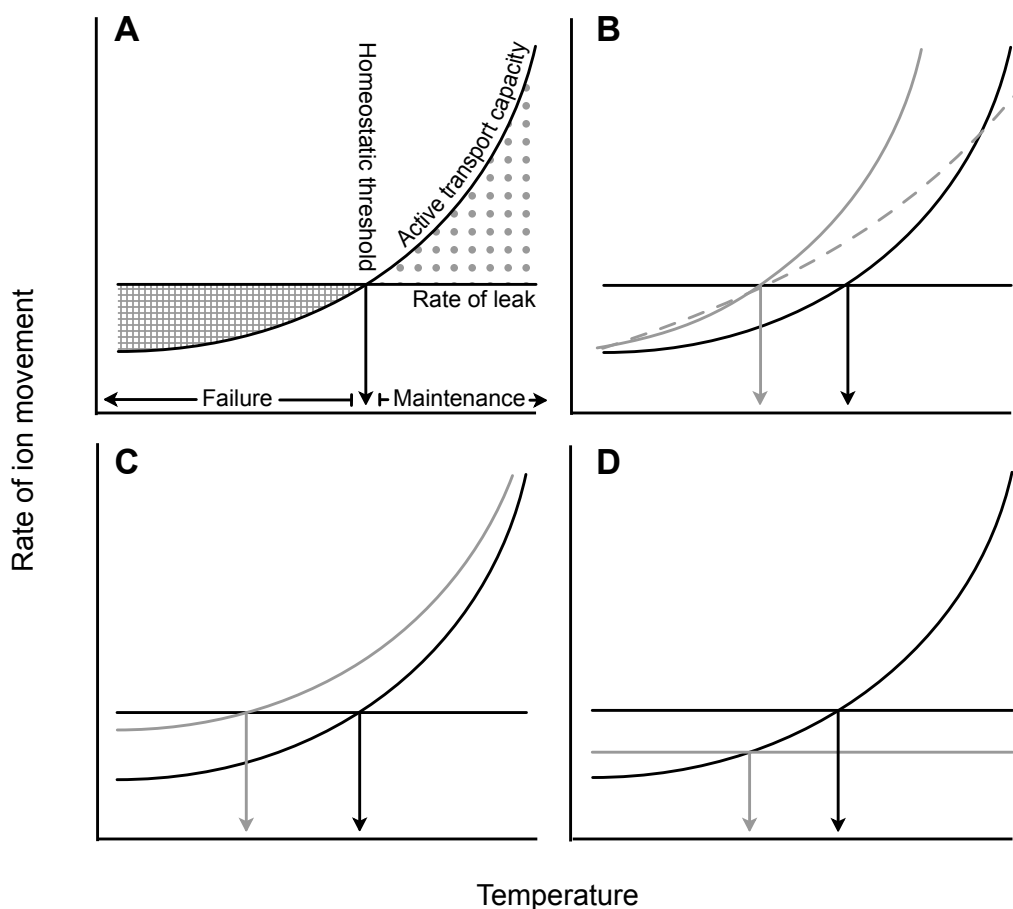 A
B
Homeostatic threshold
Active transport capacity
Rate of leak
Failure
Maintenance
C
D
Rate of ion movement
Temperature